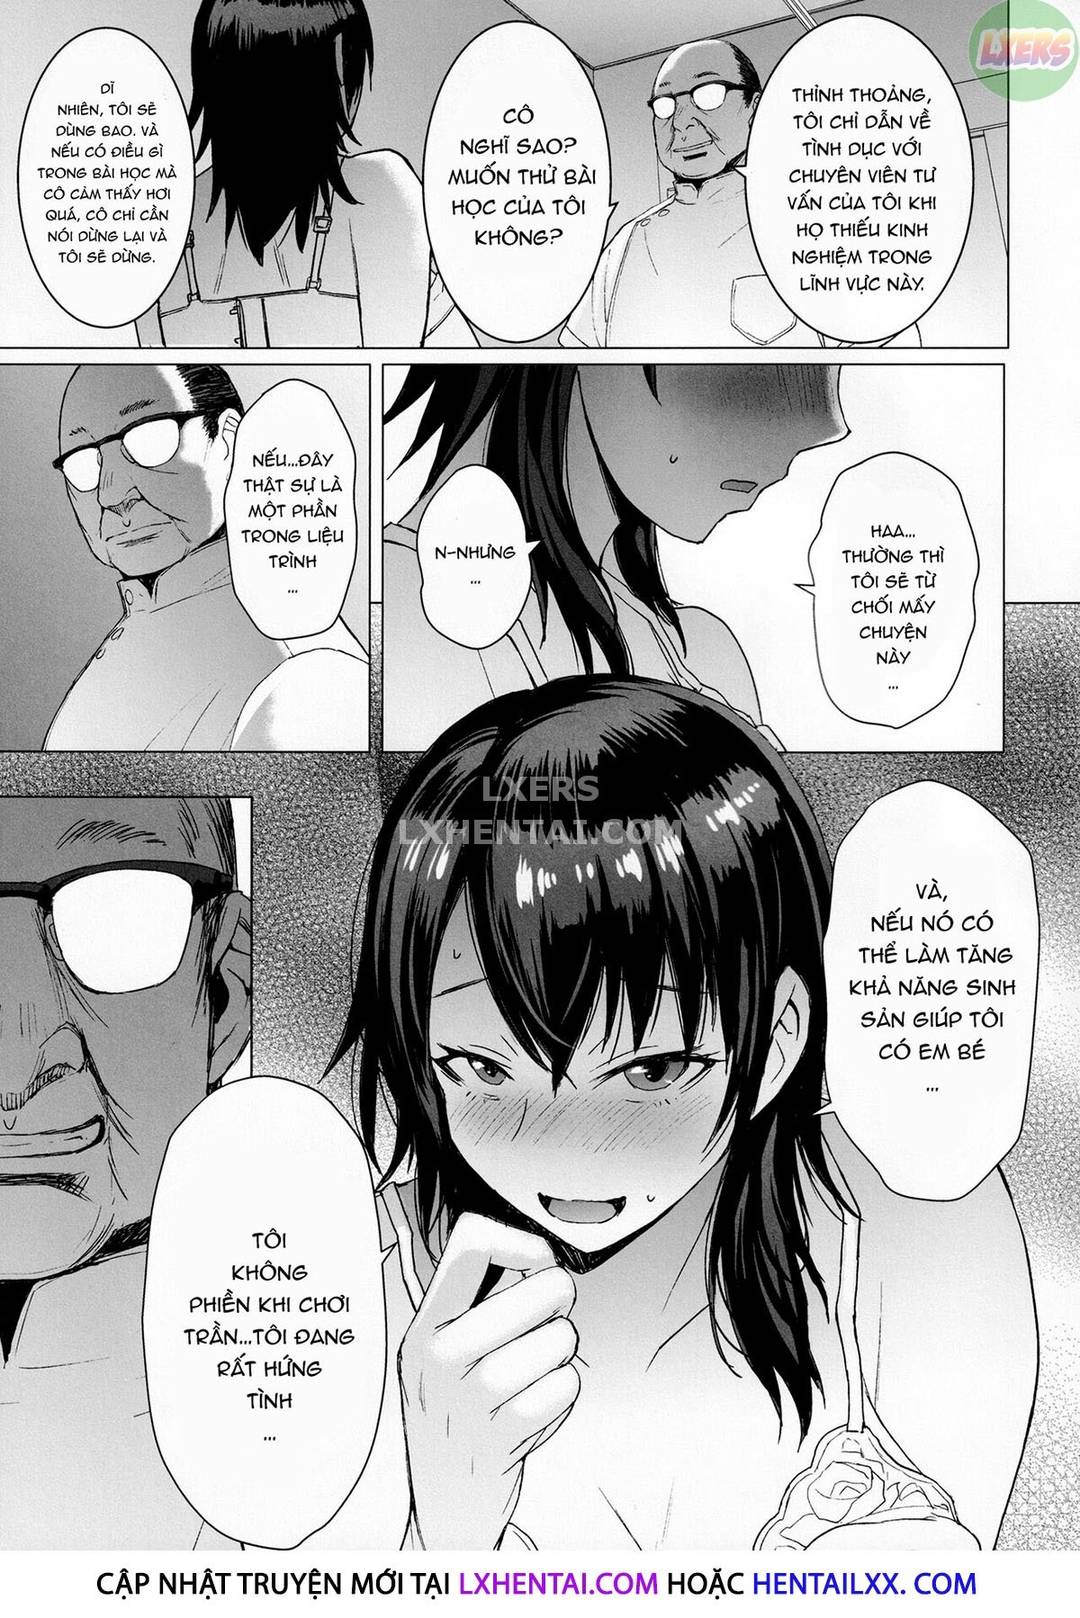 LXERS
THỈNH THOẢNG,
TÔI CHỈ DẪN VỀ
TÌNH DỤC VỚI
CHUYÊN VIÊN TƯ
VẤN CỦA TÔI KHI
HỌ THIẾU KINH
NGHIỆM TRONG
LĨNH VỰC NÀY.
CÔ
NGHĨ SAO?
MUỐN THỬ BÀI
HỌC CỦA TÔI
KHÔNG?
DĨ
NHIÊN, TÔI SẼ
DÙNG BAO. VÀ
NẾU CÓ ĐIỀU GÌ
TRONG BÀI HỌC MÀ
CÔ CẢM THẤY HƠI
QUÁ, CÔ CHỈ CẦN
NÓI DỪNG LẠI VÀ
TÔI SẼ DỪNG.
HAA...
THƯỜNG THÌ
TÔI SẼ TỪ
CHỐI MẤY
CHUYỆN
NÀY
...
N-NHƯNG
...
NẾU...ĐÂY
THẬT SỰ LÀ
MỘT PHẦN
TRONG LIỆU
TRÌNH
...
LXERS
LXHENTAI.COM
VÀ,
NẾU NÓ CÓ
THỂ LÀM TĂNG
KHẢ NĂNG SINH
SẢN GIÚP TÔI
CÓ EM BÉ
...
TÔI
KHÔNG
PHIỀN KHI CHƠI
TRẦN...TÔI ĐANG
RẤT HỨNG
TÌNH
...
CẬP NHẬT TRUYỆN MỚI TẠI LXHENTAI.COM HOẶC HENTAILXX. COM